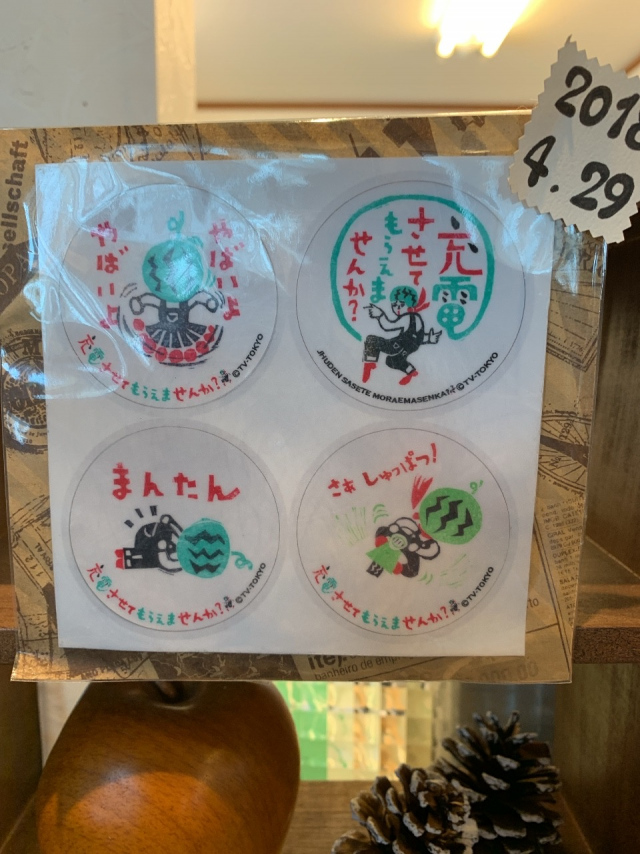 2018
4.29
ellschaft
やばいよ
やばいよ
充電させてもらえませんか?
©TV-TOKYO
充電
させて
もらえま
せんか?
JHUDEN SASETE MORAEMASENKA? ©TV-TOKYO
まんたん
充電させてもらえませんか?
©TV-TOKYO
さぁ しゅっぱつ!
充電させてもらえませんか?
©TV-TOKYO
banheiro de emp